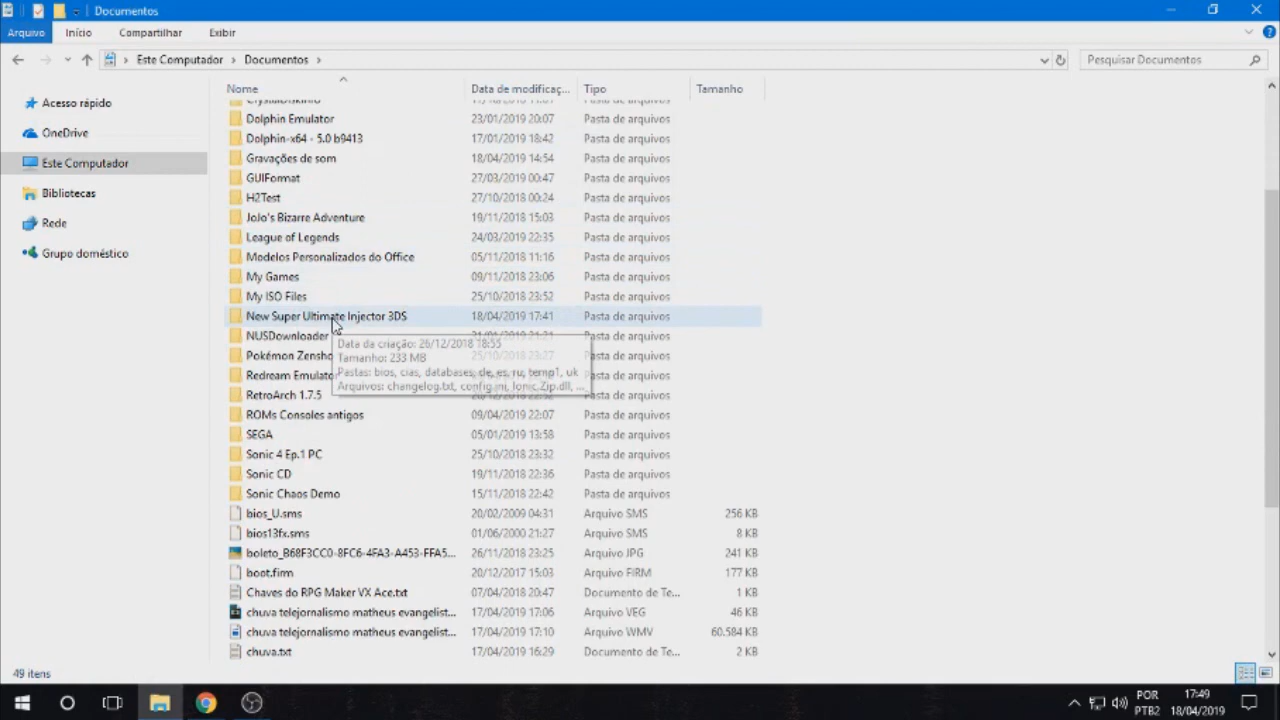 Documentos
Arquivo Início Compartilhar Exibir
Este Computador Documentos Pesquisar Documentos
Nome Data de modificaç... Tipo Tamanho
Acesso rápido
OneDrive
Este Computador
Bibliotecas
Rede
Grupo doméstico
Dolphin Emulator 23/01/2019 20:07 Pasta de arquivos
Dolphin-x64 - 5.0 b9413 17/01/2019 18:42 Pasta de arquivos
Gravações de som 18/04/2019 14:54 Pasta de arquivos
GUIFormat 27/03/2019 00:47 Pasta de arquivos
H2Test 27/10/2018 00:24 Pasta de arquivos
JoJo's Bizarre Adventure 19/11/2018 15:03 Pasta de arquivos
League of Legends 24/03/2019 22:35 Pasta de arquivos
Modelos Personalizados do Office 05/11/2018 11:16 Pasta de arquivos
My Games 09/11/2018 23:06 Pasta de arquivos
My ISO Files 25/10/2018 23:52 Pasta de arquivos
New Super Ultimate Injector 3DS 18/04/2019 17:41 Pasta de arquivos
NUSDownloader Pasta de arquivos
Pokémon Zensho Pasta de arquivos
Redream Emulator Pasta de arquivos
RetroArch 1.7.5 Pasta de arquivos
Data da criação: 26/12/2018 18:55
Tamanho: 233 MB
Pastas: bios, cias, databases, de, es, ru, temp1, uk
Arquivos: changelog.txt, config.ini, Ionic.Zip.dll, ...
ROMs Consoles antigos 09/04/2019 22:07 Pasta de arquivos
SEGA 05/01/2019 13:58 Pasta de arquivos
Sonic 4 Ep.1 PC 25/10/2018 23:32 Pasta de arquivos
Sonic CD 19/11/2018 22:36 Pasta de arquivos
Sonic Chaos Demo 15/11/2018 22:42 Pasta de arquivos
bios_U.sms 20/02/2009 04:31 Arquivo SMS 256 KB
bios13fx.sms 01/06/2000 21:27 Arquivo SMS 8 KB
boleto_B68F3CC0-8FC6-4FA3-A453-FFA5... 26/11/2018 23:25 Arquivo JPG 241 KB
boot.firm 20/12/2017 15:03 Arquivo FIRM 177 KB
Chaves do RPG Maker VX Ace.txt 07/04/2018 20:47 Documento de Te... 1 KB
chuva telejornalismo matheus evangelist... 17/04/2019 17:06 Arquivo VEG 46 KB
chuva telejornalismo matheus evangelist... 17/04/2019 17:10 Arquivo WMV 60.584 KB
chuva.txt 17/04/2019 16:29 Documento de Te... 2 KB
49 itens
POR 17:49
PTB2 18/04/2019